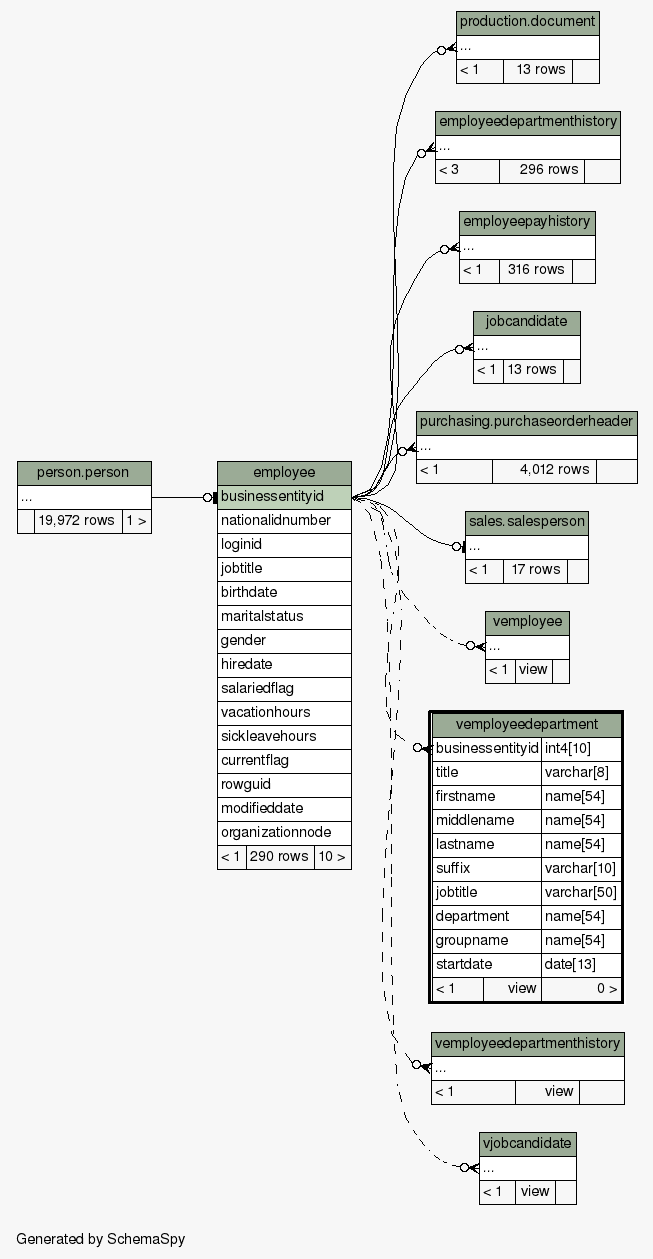 production.document
...
< 1 13 rows
employeedepartmenthistory
...
< 3 296 rows
employeepayhistory
...
< 1 316 rows
jobcandidate
...
< 1 13 rows
purchasing.purchaseorderheader
...
< 1 4,012 rows
person.person
...
19,972 rows 1 >
employee
businessentityid
nationalidnumber
loginid
jobtitle
birthdate
maritalstatus
gender
hiredate
salariedflag
vacationhours
sickleavehours
currentflag
rowguid
modifieddate
organizationnode
< 1 290 rows 10 >
sales.salesperson
...
< 1 17 rows
vemployee
...
< 1 view
vemployeedepartment
businessentityid int4[10]
title varchar[8]
firstname name[54]
middlename name[54]
lastname name[54]
suffix varchar[10]
jobtitle varchar[50]
department name[54]
groupname name[54]
startdate date[13]
< 1 view 0 >
vemployeedepartmenthistory
...
< 1 view
vjobcandidate
...
< 1 view
Generated by SchemaSpy